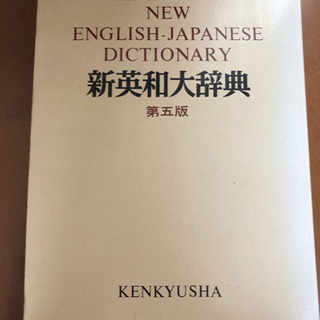 NEW
ENGLISH-JAPANESE
DICTIONARY
新英和大辞典
第五版
KENKYUSHA